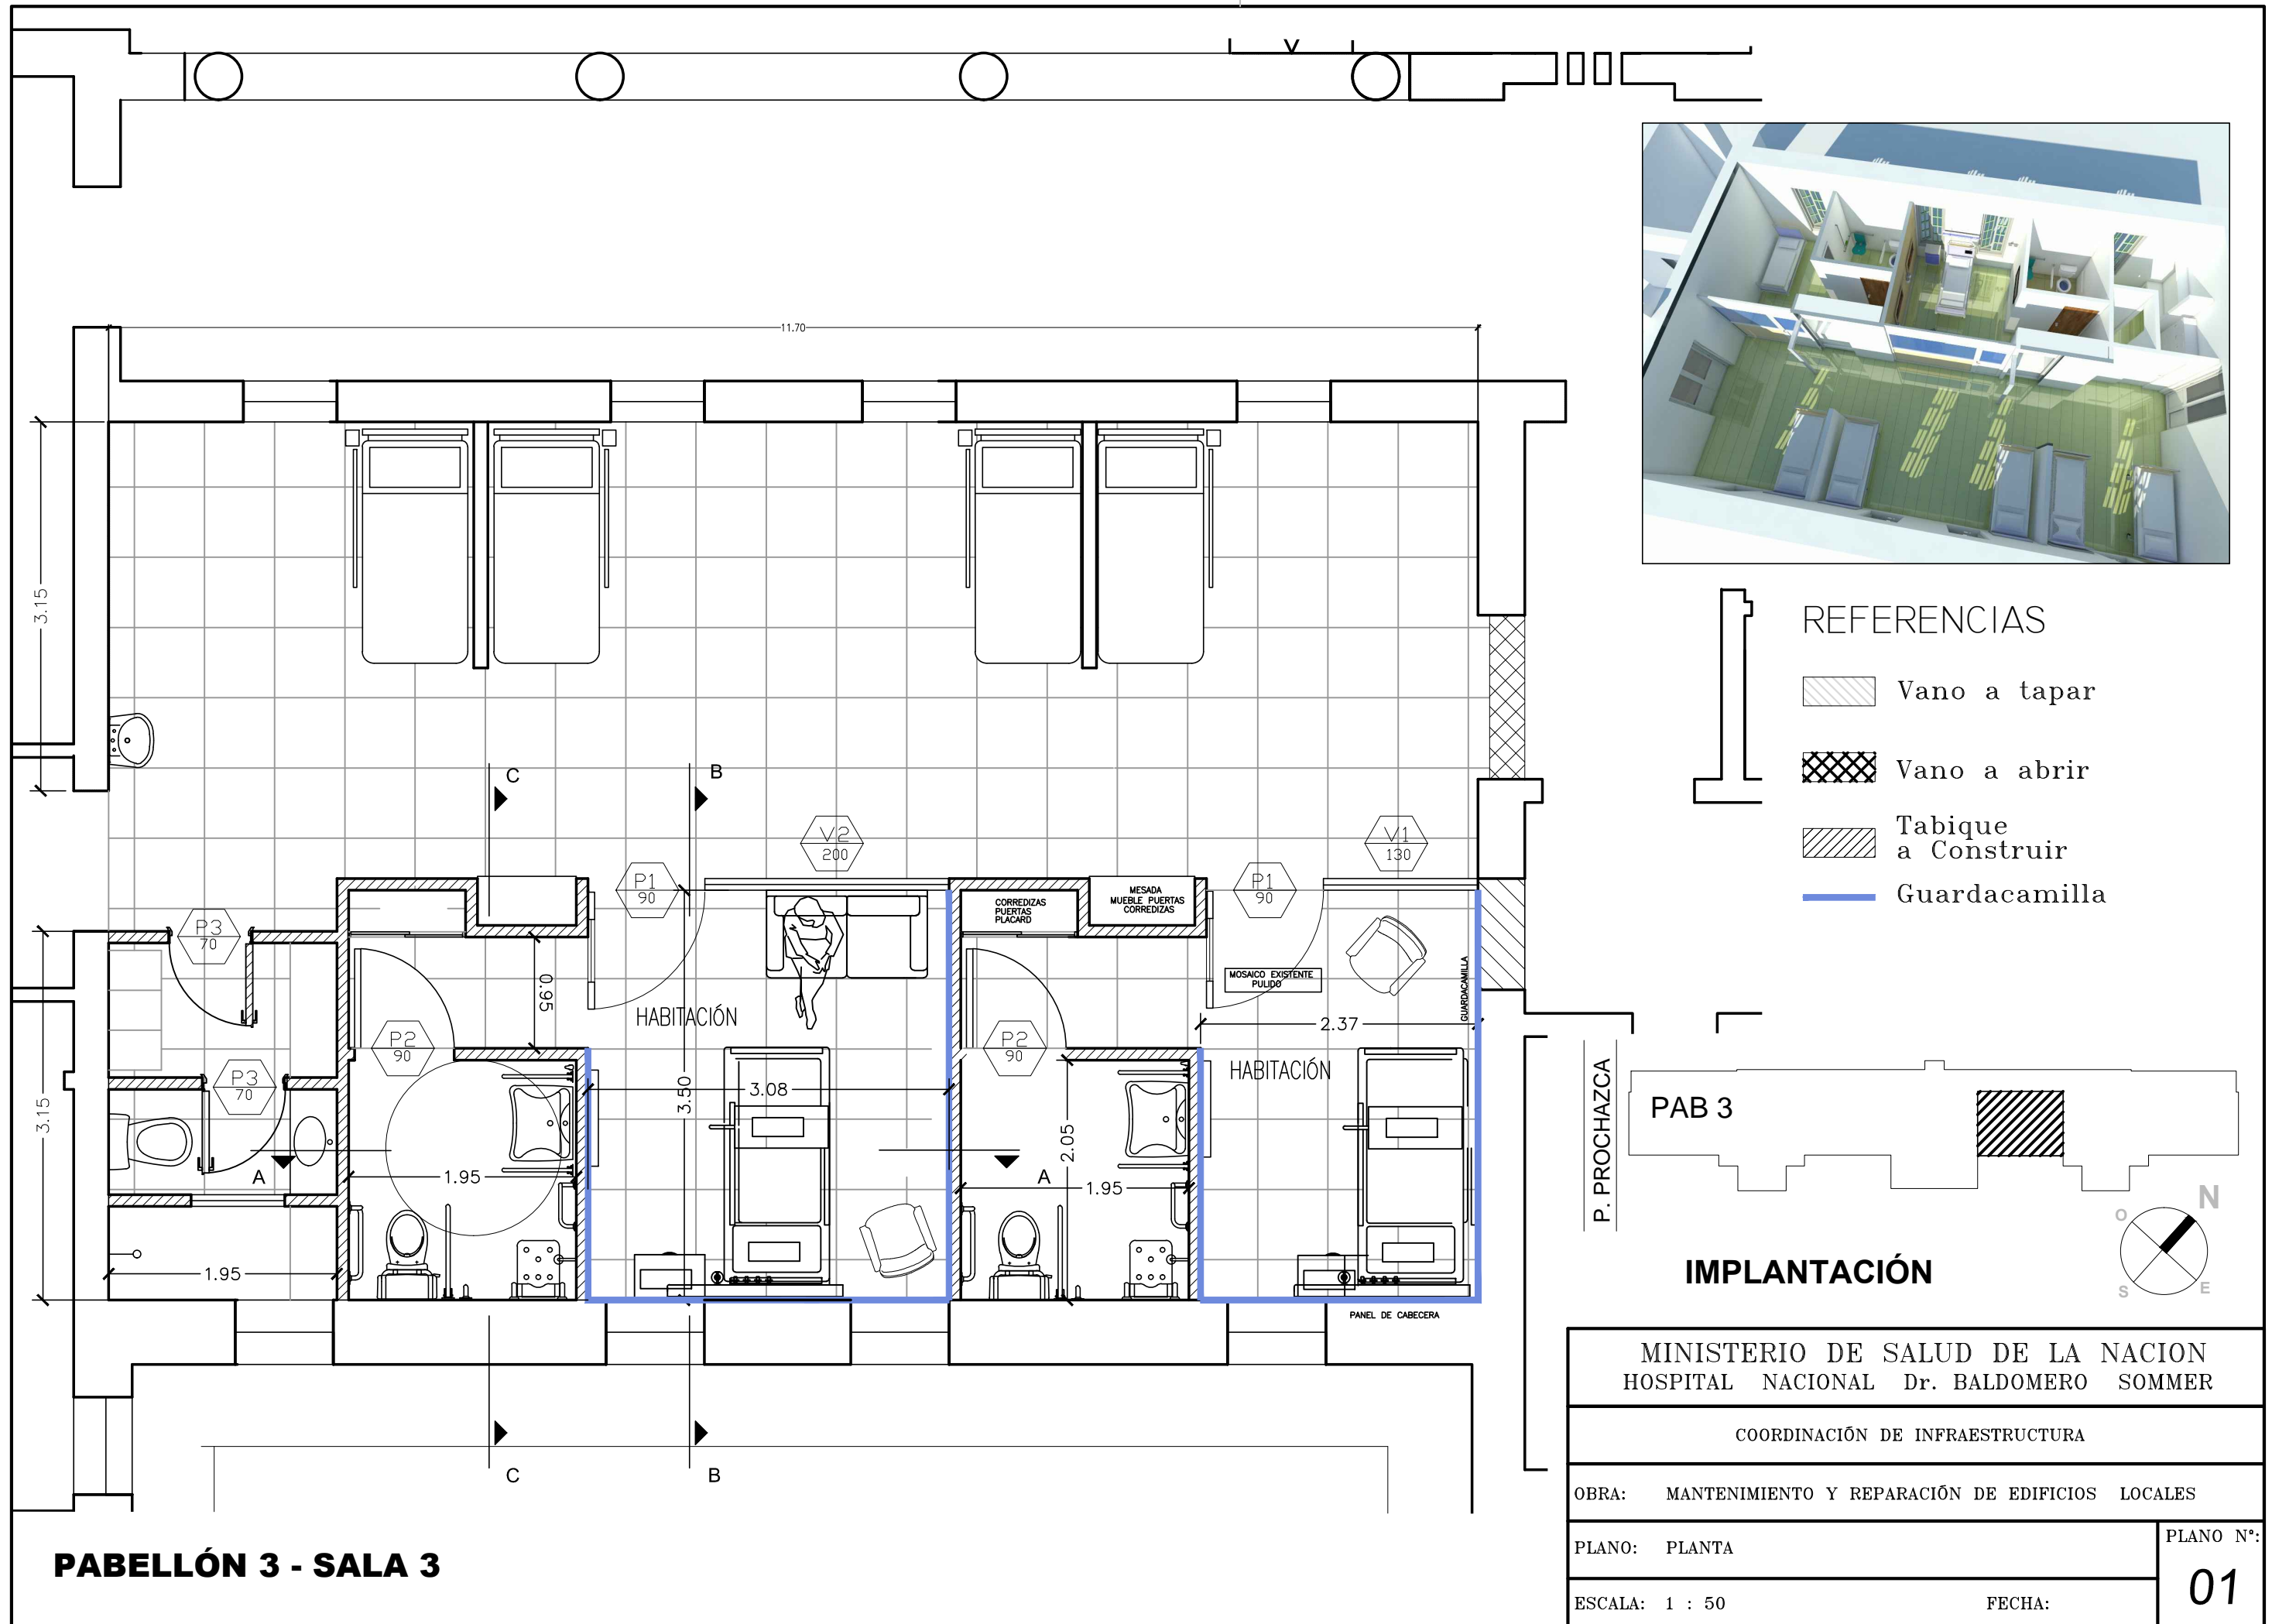 V
11.70
3.15
C
B
V2
200
V1
130
P1
90
P1
90
P3
70
CORREDIZAS
PUERTAS
PLACARD
MESADA
MUEBLE PUERTAS
CORREDIZAS
0.95
MOSAICO EXISTENTE
PULIDO
GUARDACAMILLA
HABITACIÓN
2.37
P2
90
P2
90
HABITACIÓN
P3
70
3.08
3.50
3.15
2.05
A
1.95
A
1.95
1.95
PANEL DE CABECERA
C
B
PABELLÓN 3 - SALA 3
REFERENCIAS
Vano a tapar
Vano a abrir
Tabique
a Construir
Guardacamilla
P. PROCHAZCA
PAB 3
N
O
S
E
IMPLANTACIÓN
MINISTERIO DE SALUD DE LA NACION
HOSPITAL NACIONAL Dr. BALDOMERO SOMMER
COORDINACIÓN DE INFRAESTRUCTURA
OBRA: MANTENIMIENTO Y REPARACIÓN DE EDIFICIOS LOCALES
PLANO: PLANTA
PLANO N°:
01
ESCALA: 1 : 50 FECHA: